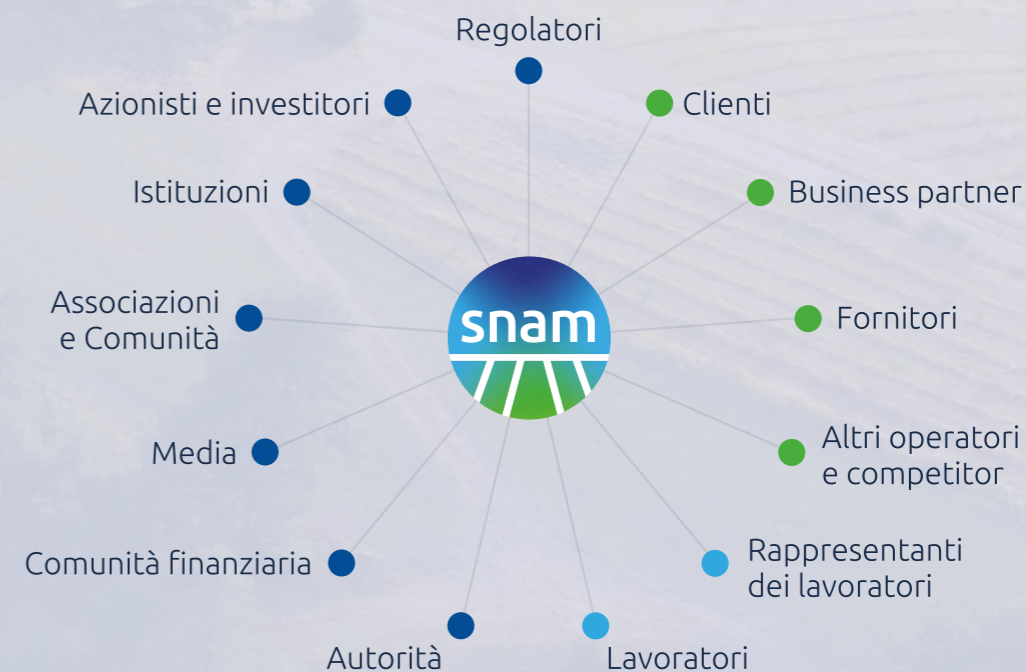 Regolatori
Azionisti e investitori
Clienti
Istituzioni
Business partner
snam
Associazioni
e Comunità
Fornitori
Media
Altri operatori
e competitor
Comunità finanziaria
Rappresentanti
dei lavoratori
Autorità
Lavoratori